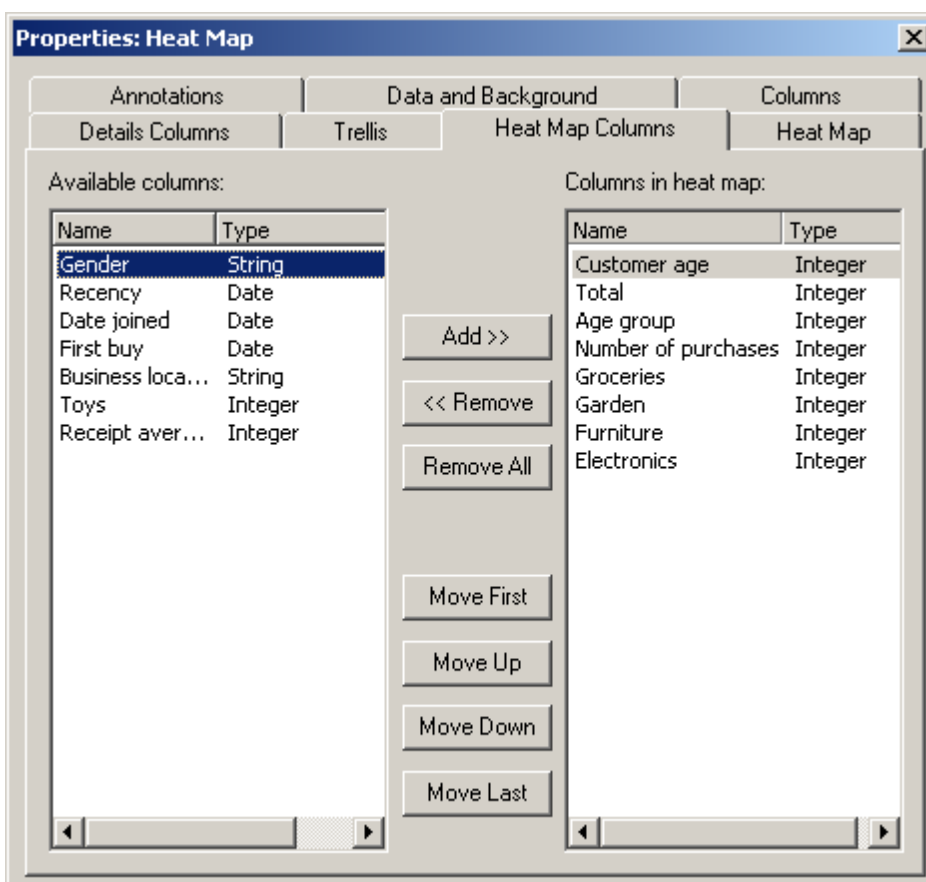 Properties: Heat Map
Annotations Data and Background Columns
Details Columns Trellis Heat Map Columns Heat Map
Available columns:
Name Type
Gender String
Recency Date
Date joined Date
First buy Date
Business loca... String
Toys Integer
Receipt aver... Integer
Add >>
<< Remove
Remove All
Move First
Move Up
Move Down
Move Last
Columns in heat map:
Name Type
Customer age Integer
Total Integer
Age group Integer
Number of purchases Integer
Groceries Integer
Garden Integer
Furniture Integer
Electronics Integer